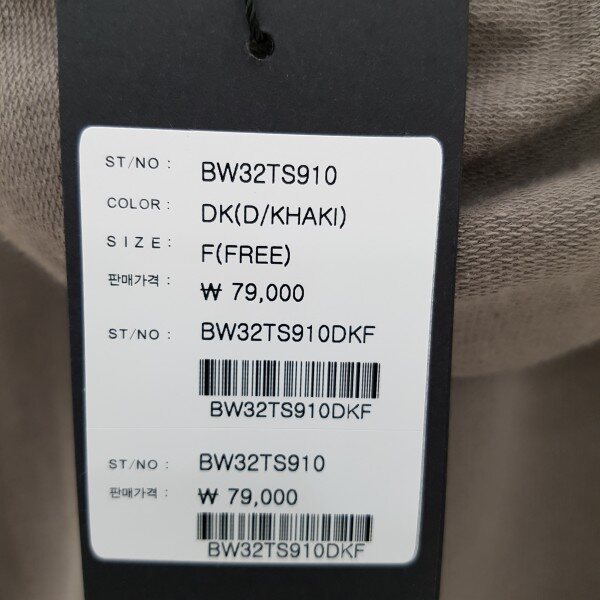 ST/NO : BW32TS910
COLOR : DK(D/KHAKI)
SIZE : F(FREE)
판매가격 : ₩ 79,000
ST/NO : BW32TS910DKF
BW32TS910DKF
ST/NO : BW32TS910
판매가격 : ₩ 79,000
BW32TS910DKF